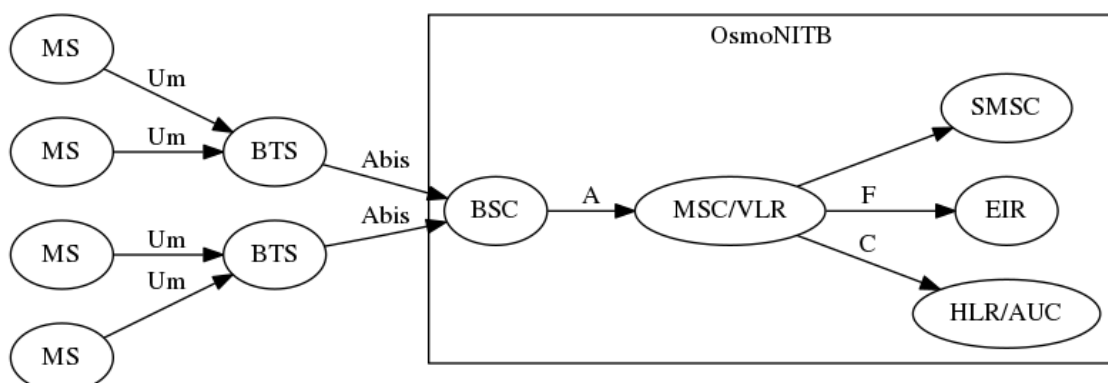 OsmoNITB
MS
Um
SMSC
MS
Um
BTS
Abis
BSC
A
MSC/VLR
F
EIR
Abis
MS
Um
BTS
C
Um
HLR/AUC
MS